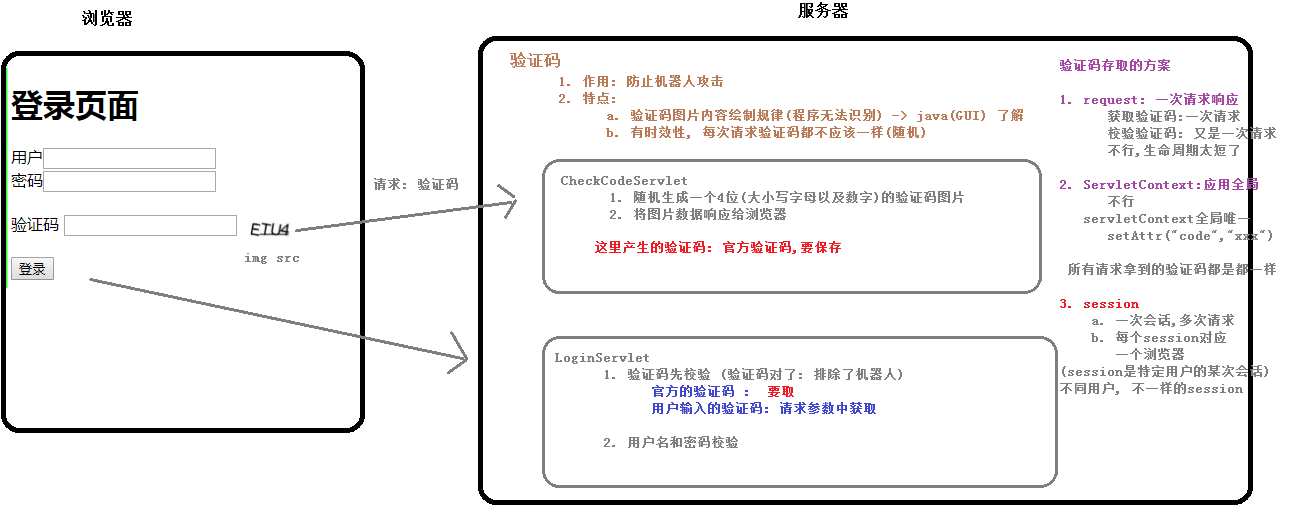 浏览器
登录页面
用户
密码
验证码
EIU4
img src
登录
请求: 验证码
服务器
验证码
1. 作用: 防止机器人攻击
2. 特点:
a. 验证码图片内容绘制规律(程序无法识别) -> java(GUI) 了解
b. 有时效性, 每次请求验证码都不应该一样(随机)
CheckCodeServlet
1. 随机生成一个4位(大小写字母以及数字)的验证码图片
2. 将图片数据响应给浏览器
这里产生的验证码: 官方验证码,要保存
LoginServlet
1. 验证码先校验 (验证码对了: 排除了机器人)
官方的验证码 : 要取
用户输入的验证码: 请求参数中获取
2. 用户名和密码校验
验证码存取的方案
1. request: 一次请求响应
获取验证码:一次请求
校验验证码: 又是一次请求
不行,生命周期太短了
2. ServletContext:应用全局
不行
servletContext全局唯一
setAttr("code","xxx")
所有请求拿到的验证码都是都一样
3. session
a. 一次会话,多次请求
b. 每个session对应
一个浏览器
(session是特定用户的某次会话)
不同用户, 不一样的session